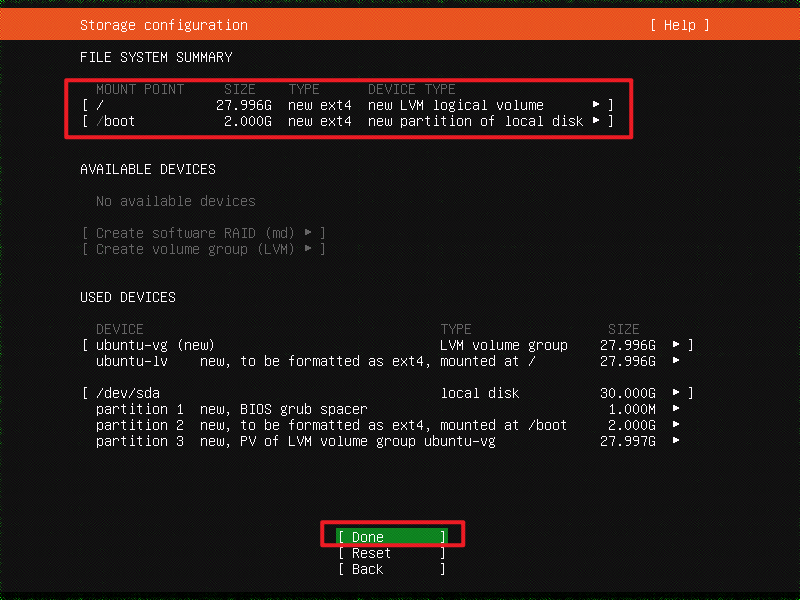 Storage configuration [ Help ]
FILE SYSTEM SUMMARY
MOUNT POINT SIZE TYPE DEVICE TYPE
[ / 27.996G new ext4 new LVM logical volume ▸ ]
[ /boot 2.000G new ext4 new partition of local disk ▸ ]
AVAILABLE DEVICES
No available devices
[ Create software RAID (md) ▸ ]
[ Create volume group (LVM) ▸ ]
USED DEVICES
DEVICE TYPE SIZE
[ ubuntu-vg (new) LVM volume group 27.996G ▸ ]
ubuntu-lv new, to be formatted as ext4, mounted at / 27.996G ▸
[ /dev/sda local disk 30.000G ▸ ]
partition 1 new, BIOS grub spacer 1.000M ▸
partition 2 new, to be formatted as ext4, mounted at /boot 2.000G ▸
partition 3 new, PV of LVM volume group ubuntu-vg 27.997G ▸
[ Done ]
[ Reset ]
[ Back ]